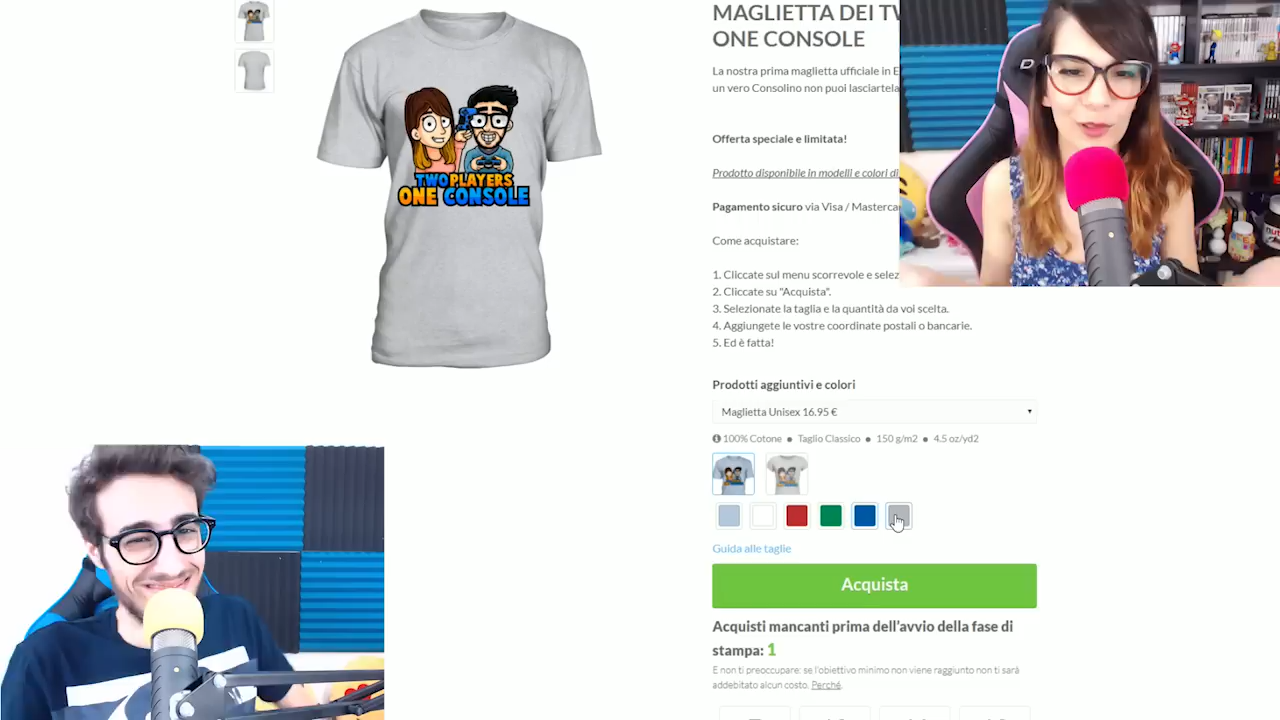 MAGLIETTA DEI
ONE CONSOLE
La nostra prima maglietta ufficiale in
un vero Consolino non puoi
Offerta speciale e limitata!
Prodotto disponibile in modelli e colori
Pagamento sicuro via Visa /
Come acquistare:
1. Cliccate sul menu scorrevole e
2. Cliccate su "Acquista".
3. Selezionate la taglia e la quantità da voi scelta.
4. Aggiungete le vostre coordinate postali o bancarie.
5. Ed è fatta!
TWO PLAYERS
ONE CONSOLE
Prodotti aggiuntivi e colori
Maglietta Unisex 16.95 €
100% Cotone ● Taglio Classico ● 150 g/m2 ● 4.5 oz/yd2
Guida alle taglie
Acquista
Acquisti mancanti prima dell'avvio della fase di
stampa: 1
E non ti preoccupare: se l'obiettivo minimo non viene raggiunto non ti sarà
addebitato alcun costo. Perché.